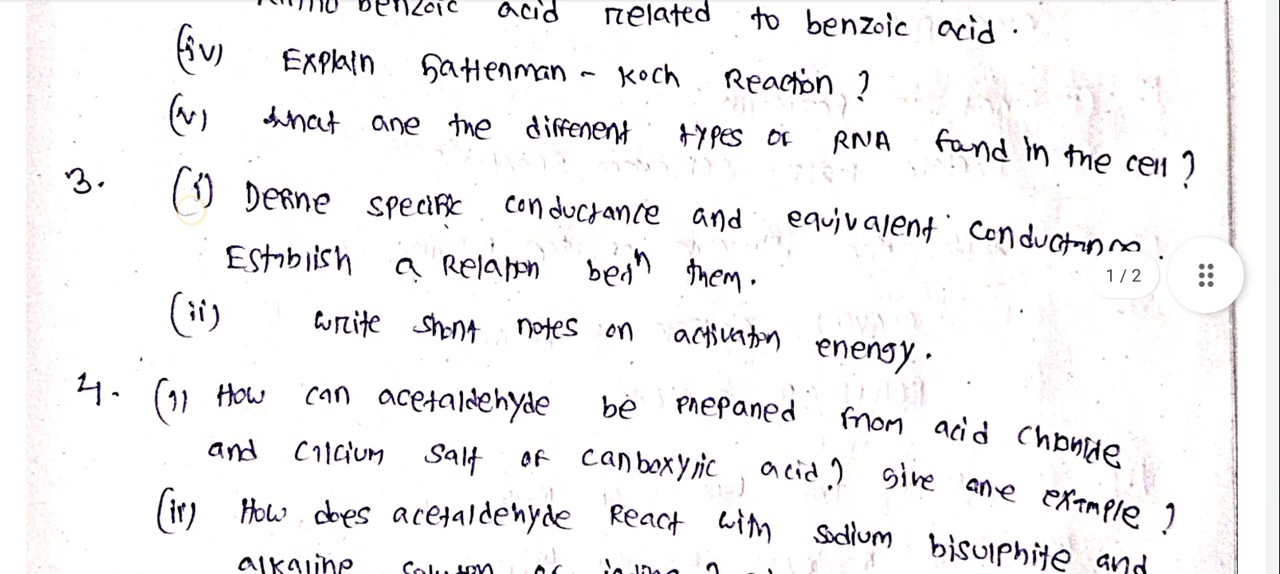 benzoic acid related to benzoic acid.
(iv) Explain Gattenman - Koch Reaction ?
(v) what are the different types of RNA found in the cell ?
3. (i) Define specific conductance and equivalent conductance.
Establish a Relation betn them.
1 / 2
(ii) write short notes on activation energy.
4. (i) How can acetaldehyde be prepared from acid chloride
and calcium salt of carboxylic acid? give one example ?
(ii) How does acetaldehyde React with sodium bisulphite and
alkaline solution of iodine ?